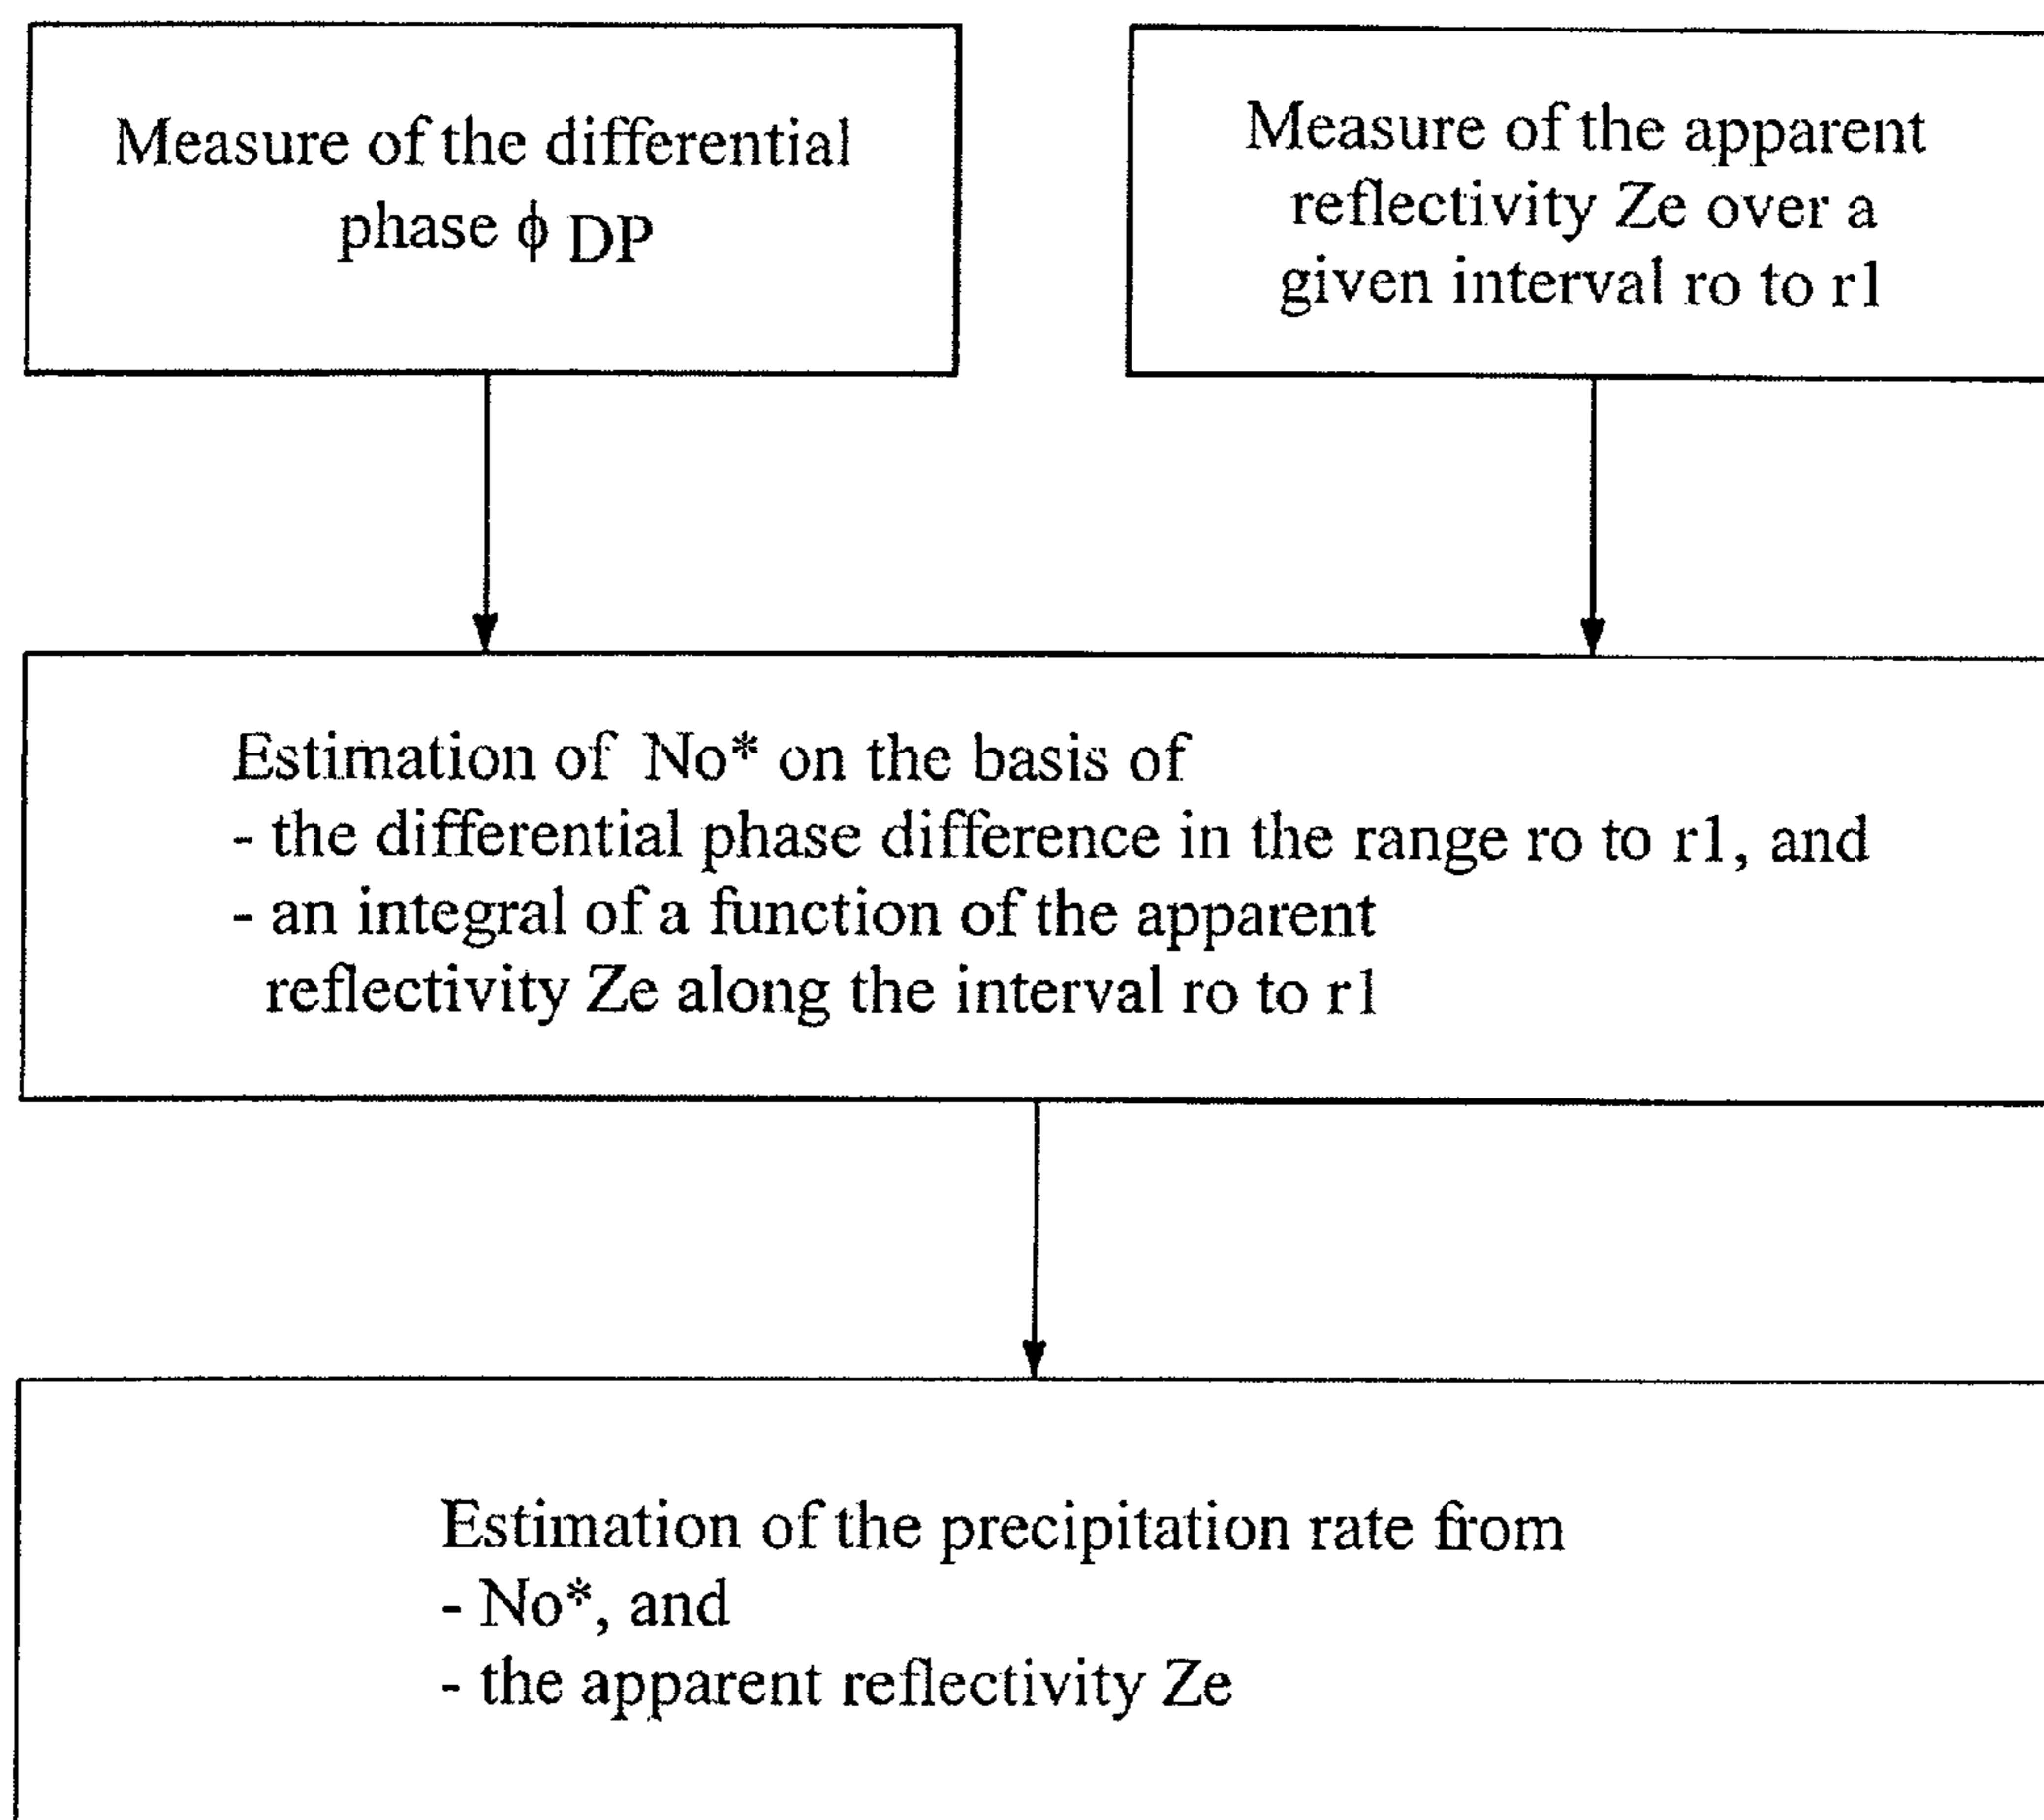 Measure of the differential
phase ϕ DP
Measure of the apparent
reflectivity Ze over a
given interval ro to r1
Estimation of No* on the basis of
- the differential phase difference in the range ro to r1, and
- an integral of a function of the apparent
reflectivity Ze along the interval ro to r1
Estimation of the precipitation rate from
- No*, and
- the apparent reflectivity Ze